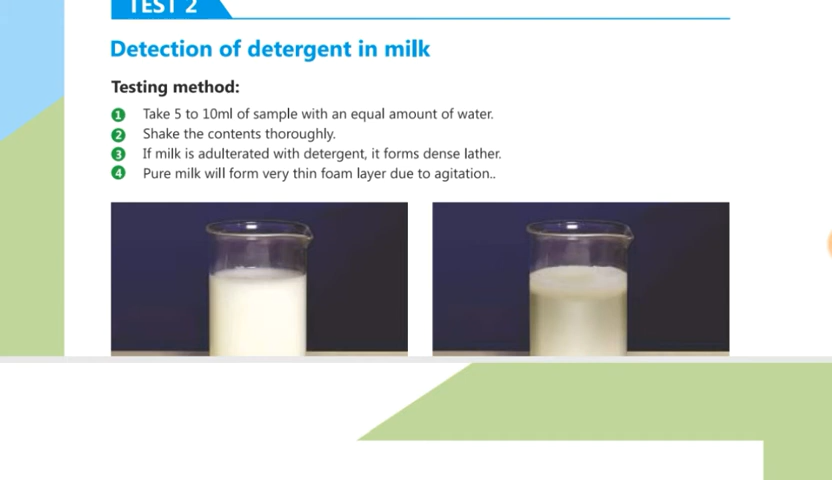 TEST 2
Detection of detergent in milk
Testing method:
1 Take 5 to 10ml of sample with an equal amount of water.
2 Shake the contents thoroughly.
3 If milk is adulterated with detergent, it forms dense lather.
4 Pure milk will form very thin foam layer due to agitation..